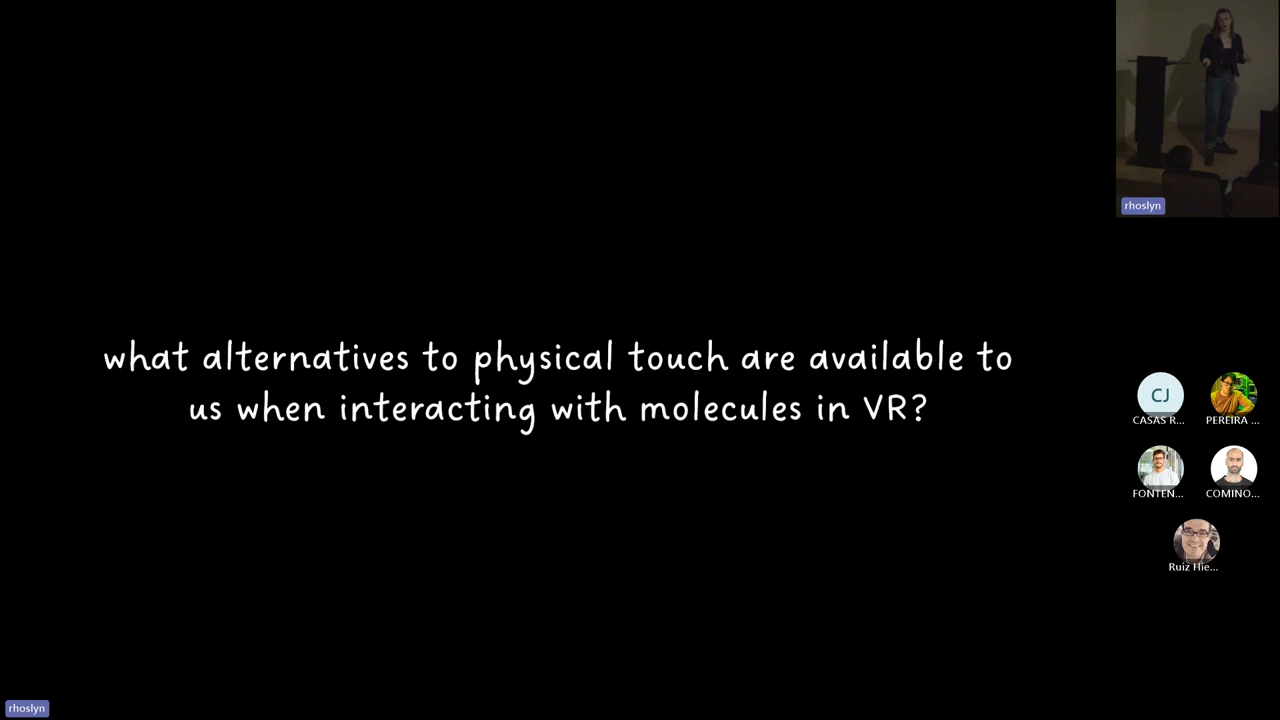 rhoslyn
what alternatives to physical touch are available to
us when interacting with molecules in VR?
CJ
CASAS R...
PEREIRA ...
FONTEN...
COMINO...
Ruiz Hie...
rhoslyn